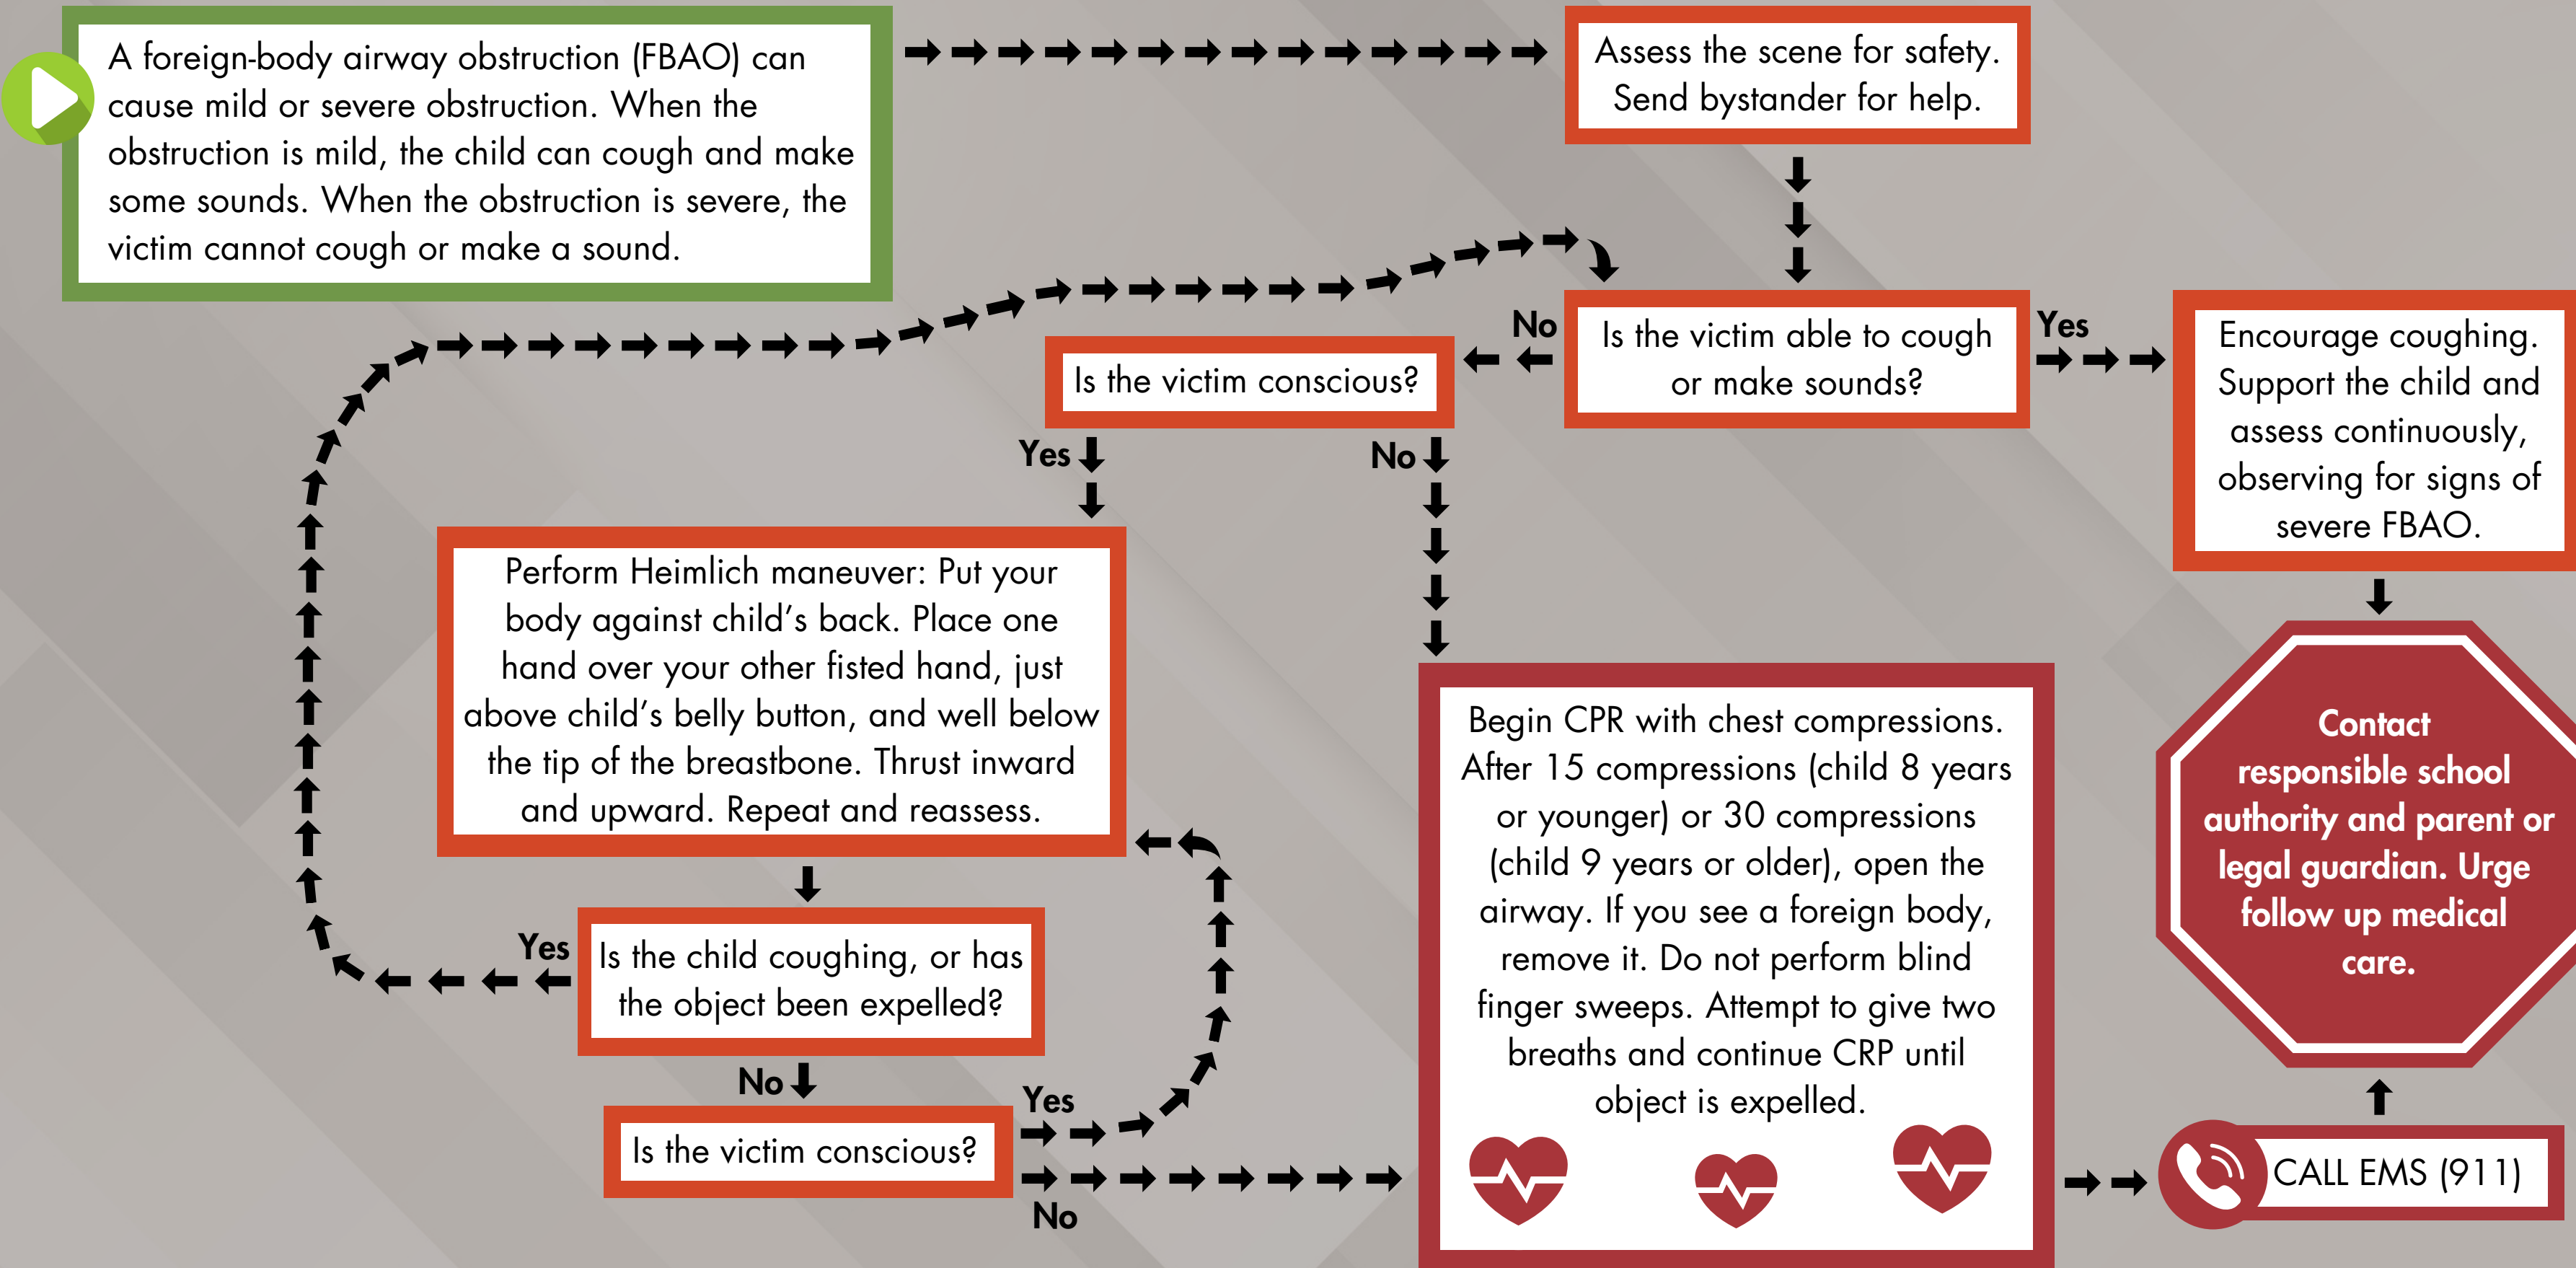 A foreign-body airway obstruction (FBAO) can
cause mild or severe obstruction. When the
obstruction is mild, the child can cough and make
some sounds. When the obstruction is severe, the
victim cannot cough or make a sound.
Assess the scene for safety.
Send bystander for help.
Is the victim able to cough
or make sounds?
No
Yes
Is the victim conscious?
Yes
No
Encourage coughing.
Support the child and
assess continuously,
observing for signs of
severe FBAO.
Perform Heimlich maneuver: Put your
body against child's back. Place one
hand over your other fisted hand, just
above child's belly button, and well below
the tip of the breastbone. Thrust inward
and upward. Repeat and reassess.
Is the child coughing, or has
the object been expelled?
Yes
No
Is the victim conscious?
Yes
No
Begin CPR with chest compressions.
After 15 compressions (child 8 years
or younger) or 30 compressions
(child 9 years or older), open the
airway. If you see a foreign body,
remove it. Do not perform blind
finger sweeps. Attempt to give two
breaths and continue CRP until
object is expelled.
CALL EMS (911)
Contact
responsible school
authority and parent or
legal guardian. Urge
follow up medical
care.